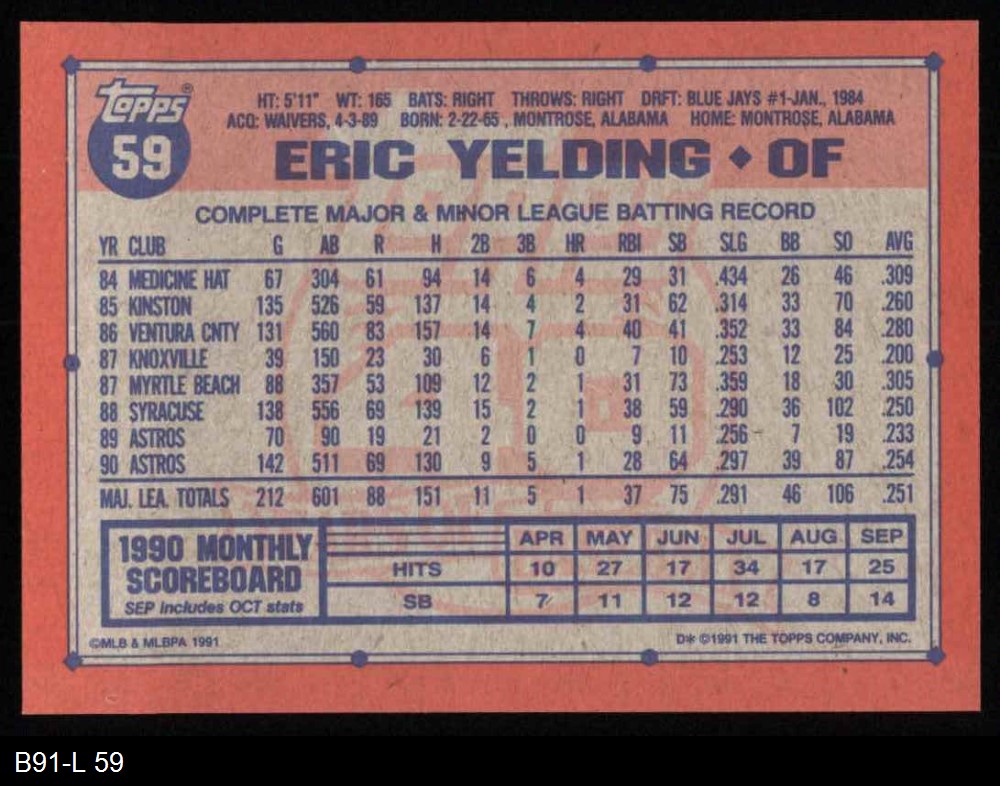 Topps®
59
HT: 5'11" WT: 165 BATS: RIGHT THROWS: RIGHT DRFT: BLUE JAYS #1-JAN., 1984
ACQ: WAIVERS, 4-3-89 BORN: 2-22-65 , MONTROSE, ALABAMA HOME: MONTROSE, ALABAMA
ERIC YELDING ◆ OF
COMPLETE MAJOR & MINOR LEAGUE BATTING RECORD
YR CLUB G AB R H 2B 3B HR RBI SB SLG BB SO AVG
84 MEDICINE HAT 67 304 61 94 14 6 4 29 31 .434 26 46 .309
85 KINSTON 135 526 59 137 14 4 2 31 62 .314 33 70 .260
86 VENTURA CNTY 131 560 83 157 14 7 4 40 41 .352 33 84 .280
87 KNOXVILLE 39 150 23 30 6 1 0 7 10 .253 12 25 .200
87 MYRTLE BEACH 88 357 53 109 12 2 1 31 73 .359 18 30 .305
88 SYRACUSE 138 556 69 139 15 2 1 38 59 .290 36 102 .250
89 ASTROS 70 90 19 21 2 0 0 9 11 .256 7 19 .233
90 ASTROS 142 511 69 130 9 5 1 28 64 .297 39 87 .254
MAJ. LEA. TOTALS 212 601 88 151 11 5 1 37 75 .291 46 106 .251
1990 MONTHLY
SCOREBOARD
SEP includes OCT stats
APR MAY JUN JUL AUG SEP
HITS 10 27 17 34 17 25
SB 7 11 12 12 8 14
©MLB & MLBPA 1991
D* ©1991 THE TOPPS COMPANY, INC.
B91-L 59